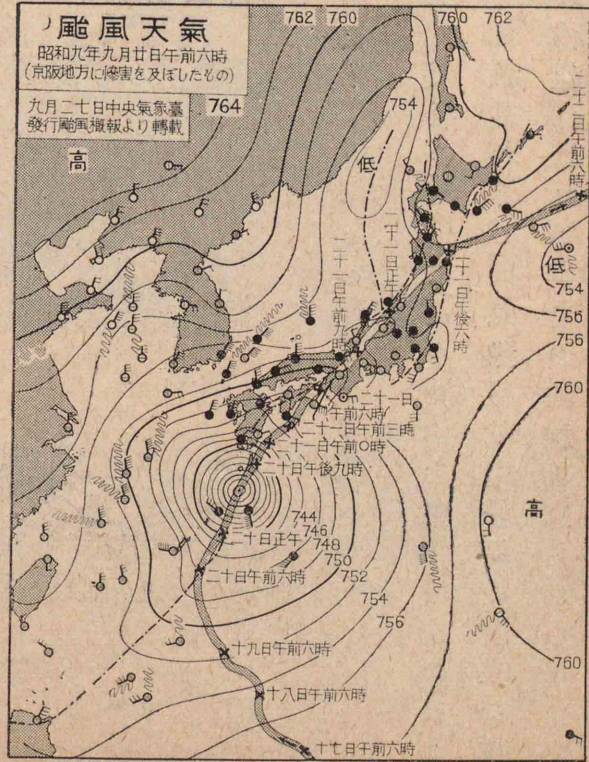 颱風天氣
昭和九年九月廿日午前六時
(京阪地方に慘害を及ぼしたもの)
九月二十七日中央氣象臺
發行颱風概報より轉載
762
760
760
762
764
754
高
低
二十二日午前六時
二十一日正午
二十一日午後六時
二十一日午前九時
低
754
756
756
760
二十一日
午前六時
二十一日午前三時
二十一日午前〇時
二十日午後九時
高
744
746
748
750
752
754
756
二十日正午
二十日午前六時
十九日午前六時
十八日午前六時
十七日午前六時
760